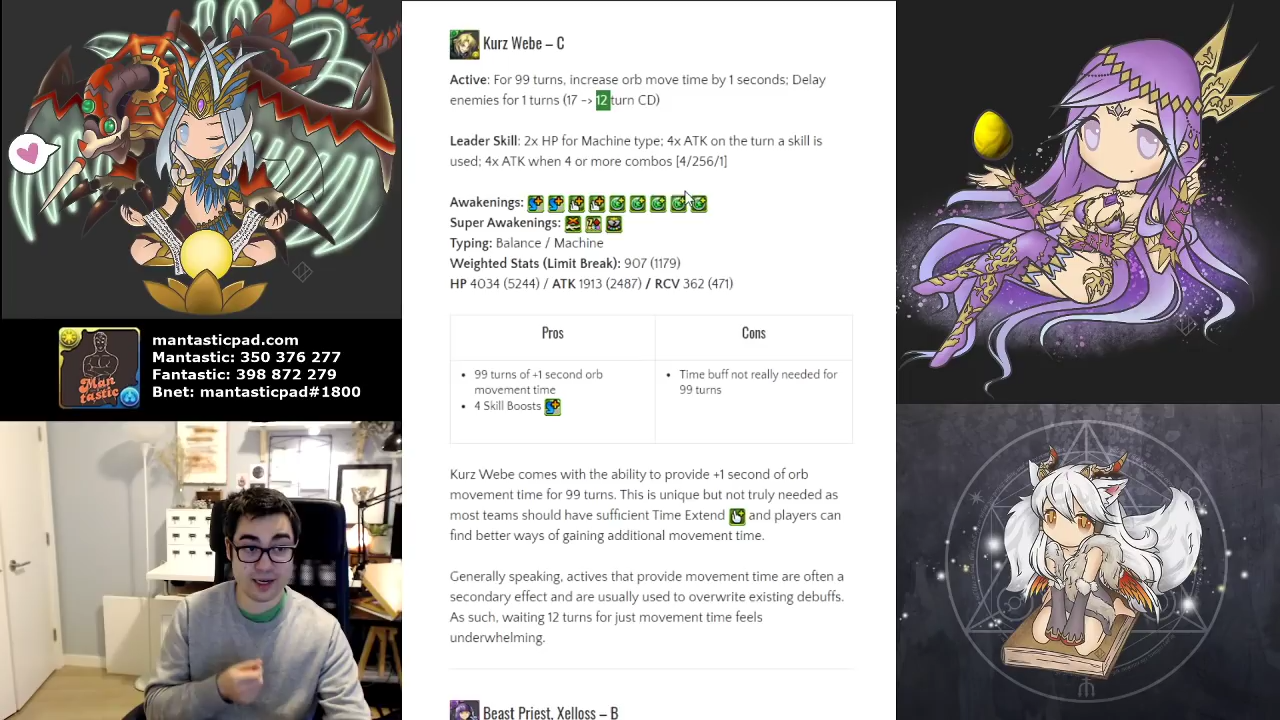 Kurz Webe – C
Active: For 99 turns, increase orb move time by 1 seconds; Delay
enemies for 1 turns (17 -> 12 turn CD)
Leader Skill: 2x HP for Machine type; 4x ATK on the turn a skill is
used; 4x ATK when 4 or more combos [4/256/1]
Awakenings:
Super Awakenings:
Typing: Balance / Machine
Weighted Stats (Limit Break): 907 (1179)
HP 4034 (5244) / ATK 1913 (2487) / RCV 362 (471)
Pros
Cons
99 turns of +1 second orb
movement time
4 Skill Boosts
Time buff not really needed for
99 turns
Kurz Webe comes with the ability to provide +1 second of orb
movement time for 99 turns. This is unique but not truly needed as
most teams should have sufficient Time Extend and players can
find better ways of gaining additional movement time.
Generally speaking, actives that provide movement time are often a
secondary effect and are usually used to overwrite existing debuffs.
As such, waiting 12 turns for just movement time feels
underwhelming.
Beast Priest, Xelloss – B
Man
tastic
mantasticpad.com
Mantastic: 350 376 277
Fantastic: 398 872 279
Bnet: mantasticpad#1800